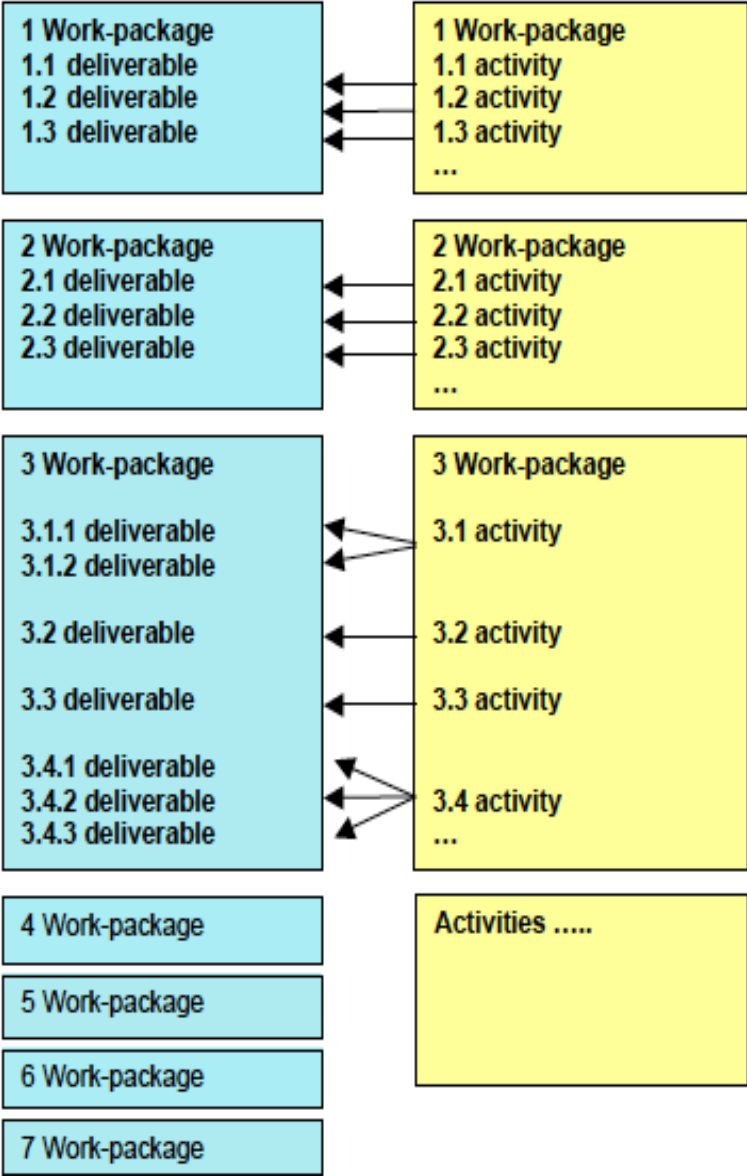 1 Work-package
1.1 deliverable
1.2 deliverable
1.3 deliverable
1 Work-package
1.1 activity
1.2 activity
1.3 activity
...
2 Work-package
2.1 deliverable
2.2 deliverable
2.3 deliverable
2 Work-package
2.1 activity
2.2 activity
2.3 activity
...
3 Work-package
3.1.1 deliverable
3.1.2 deliverable
3.2 deliverable
3.3 deliverable
3.4.1 deliverable
3.4.2 deliverable
3.4.3 deliverable
3 Work-package
3.1 activity
3.2 activity
3.3 activity
3.4 activity
...
4 Work-package
5 Work-package
6 Work-package
7 Work-package
Activities .....